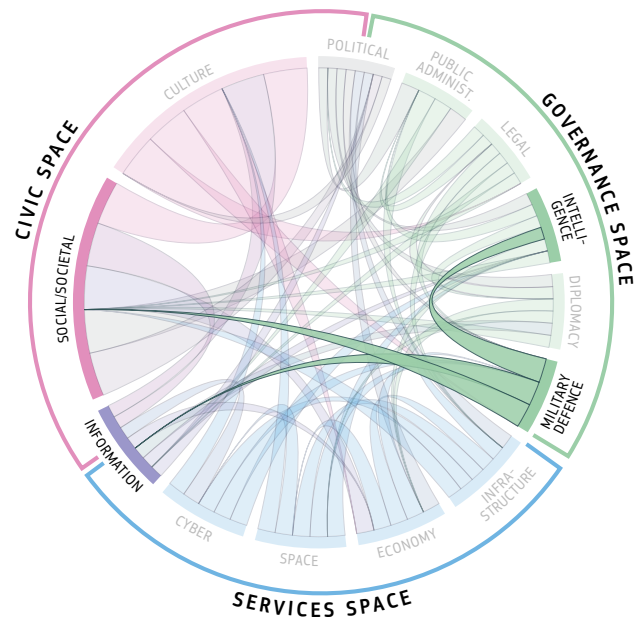 POLITICAL
PUBLIC
ADMINIST.
CULTURE
LEGAL
GOVERNANCE SPACE
CIVIC SPACE
INTELLI-
GENCE
SOCIAL/SOCIETAL
DIPLOMACY
MILITARY
DEFENCE
INFORMATION
INFRA-
STRUCTURE
CYBER
SPACE
ECONOMY
SERVICES SPACE